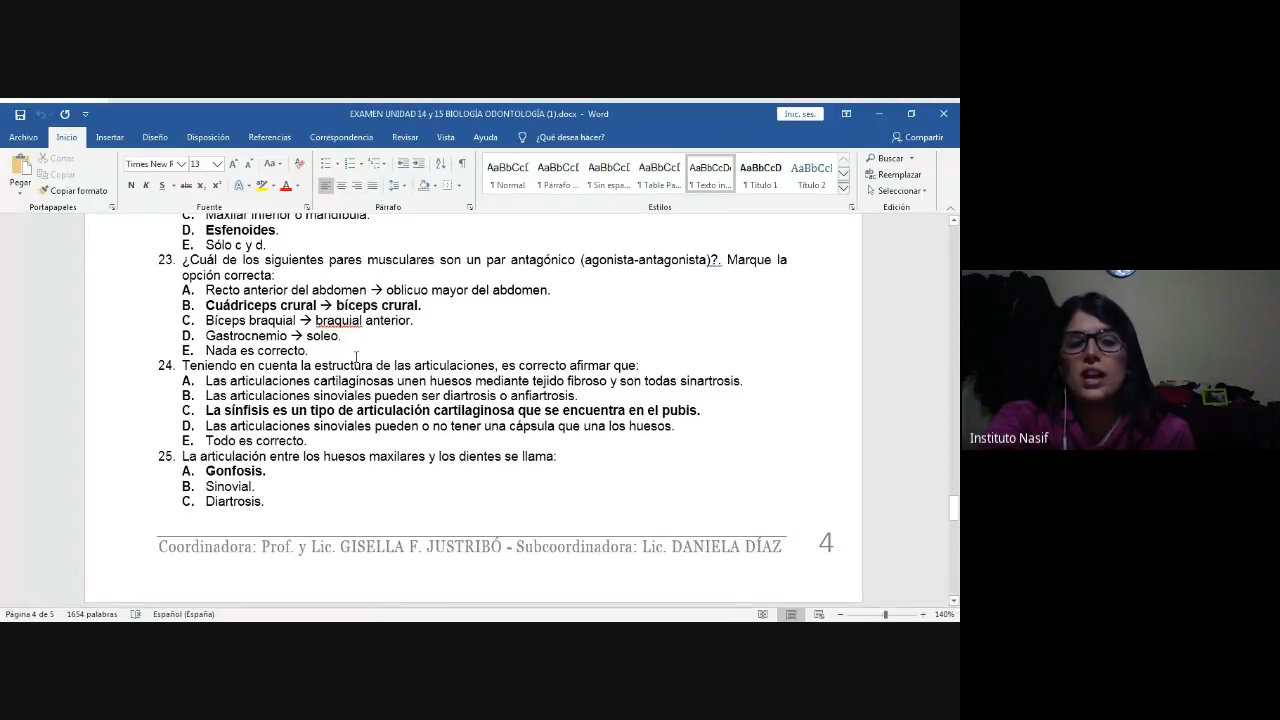 EXAMEN UNIDAD 14 y 15 BIOLOGÍA ODONTOLOGÍA (1).docx - Word
Inic. ses.
Archivo Inicio Insertar Diseño Disposición Referencias Correspondencia Revisar Vista Ayuda ¿Qué desea hacer? Compartir
Cortar
Copiar
Pegar Copiar formato
Times New R 13
Aa
N K S abc x₂ x²
AaBbCcD AaBbCcD AaBbCcD AaBbCcD AaBbCcD AaBbCcD AaBbC
¶ Normal ¶ Párrafo ... ¶ Sin espa... ¶ Table Pa... ¶ Texto in... ¶ Título 1 Título 2
Buscar
Reemplazar
Seleccionar
Portapapeles Fuente Párrafo Estilos Edición
C. Maxilar inferior o mandíbula.
D. Esfenoides.
E. Sólo c y d.
23. ¿Cuál de los siguientes pares musculares son un par antagónico (agonista-antagonista)?. Marque la
opción correcta:
A. Recto anterior del abdomen → oblicuo mayor del abdomen.
B. Cuádriceps crural → bíceps crural.
C. Bíceps braquial → braquial anterior.
D. Gastrocnemio → soleo.
E. Nada es correcto.
24. Teniendo en cuenta la estructura de las articulaciones, es correcto afirmar que:
A. Las articulaciones cartilaginosas unen huesos mediante tejido fibroso y son todas sinartrosis.
B. Las articulaciones sinoviales pueden ser diartrosis o anfiartrosis.
C. La sínfisis es un tipo de articulación cartilaginosa que se encuentra en el pubis.
D. Las articulaciones sinoviales pueden o no tener una cápsula que una los huesos.
E. Todo es correcto.
25. La articulación entre los huesos maxilares y los dientes se llama:
A. Gonfosis.
B. Sinovial.
C. Diartrosis.
Coordinadora: Prof. y Lic. GISELLA F. JUSTRIBÓ - Subcoordinadora: Lic. DANIELA DÍAZ 4
Página 4 de 5 1654 palabras Español (España) 140%
Instituto Nasif